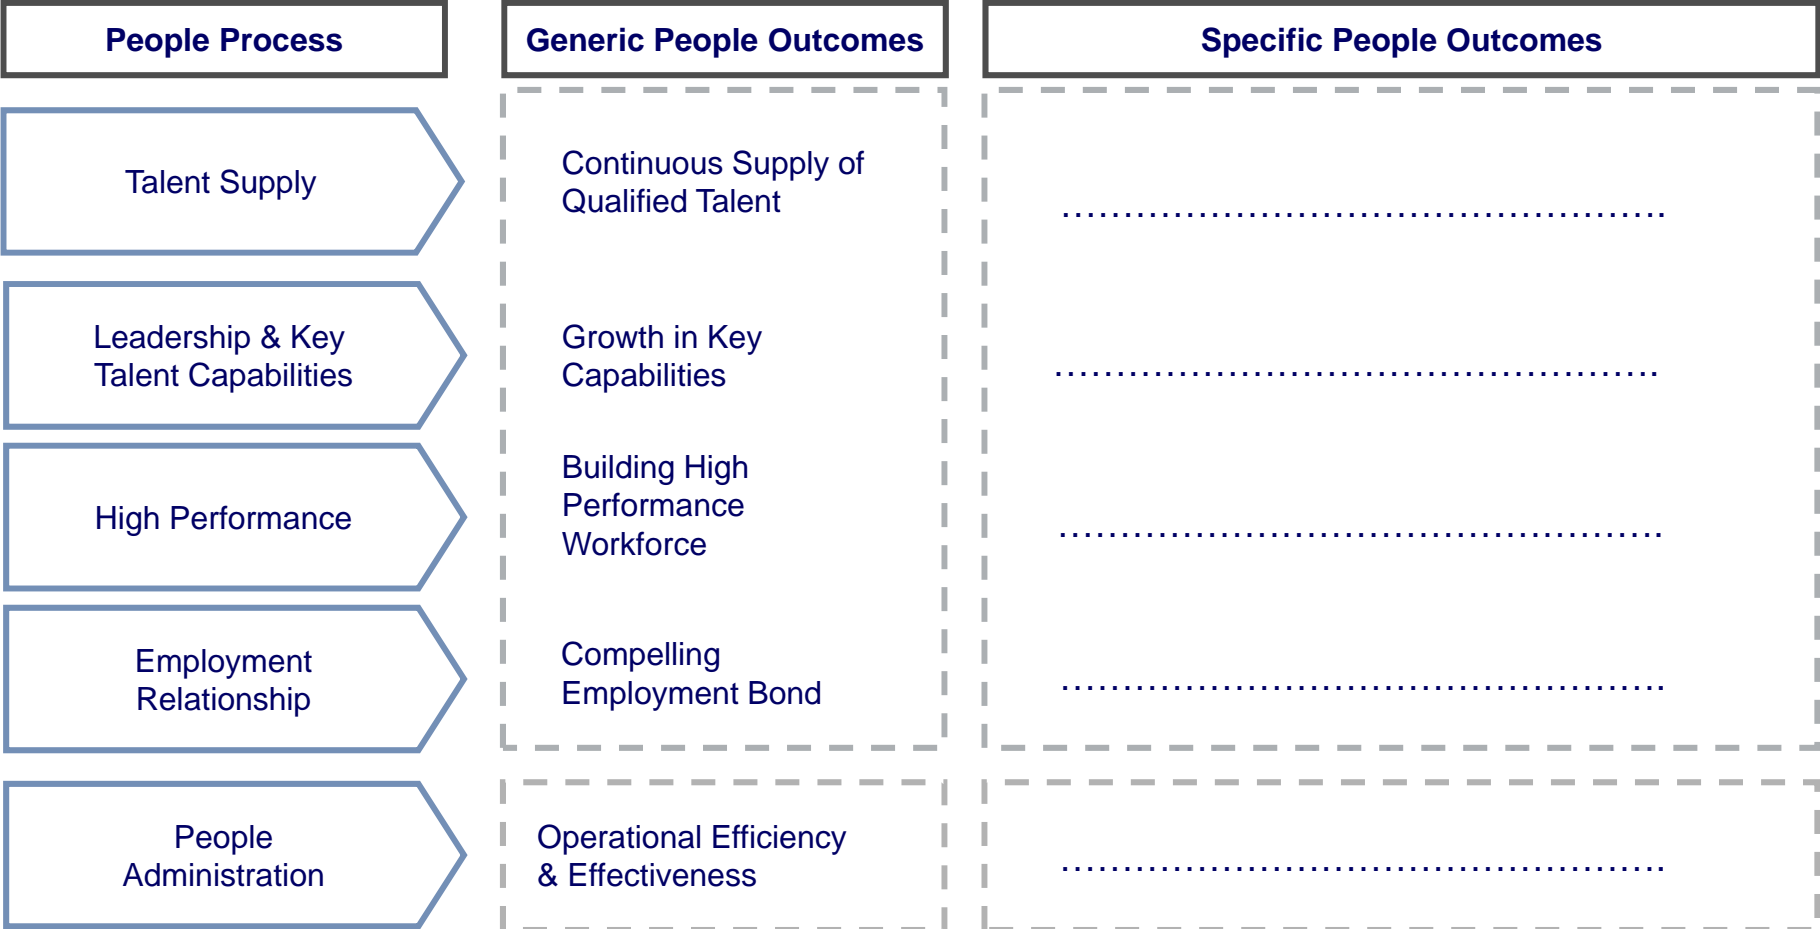 People Process
Generic People Outcomes
Specific People Outcomes
Talent Supply
Continuous Supply of
Qualified Talent
……………………………………………
Leadership & Key
Talent Capabilities
Growth in Key
Capabilities
……………………………………………
High Performance
Building High
Performance
Workforce
……………………………………………
Employment
Relationship
Compelling
Employment Bond
……………………………………………
People
Administration
Operational Efficiency
& Effectiveness
……………………………………………